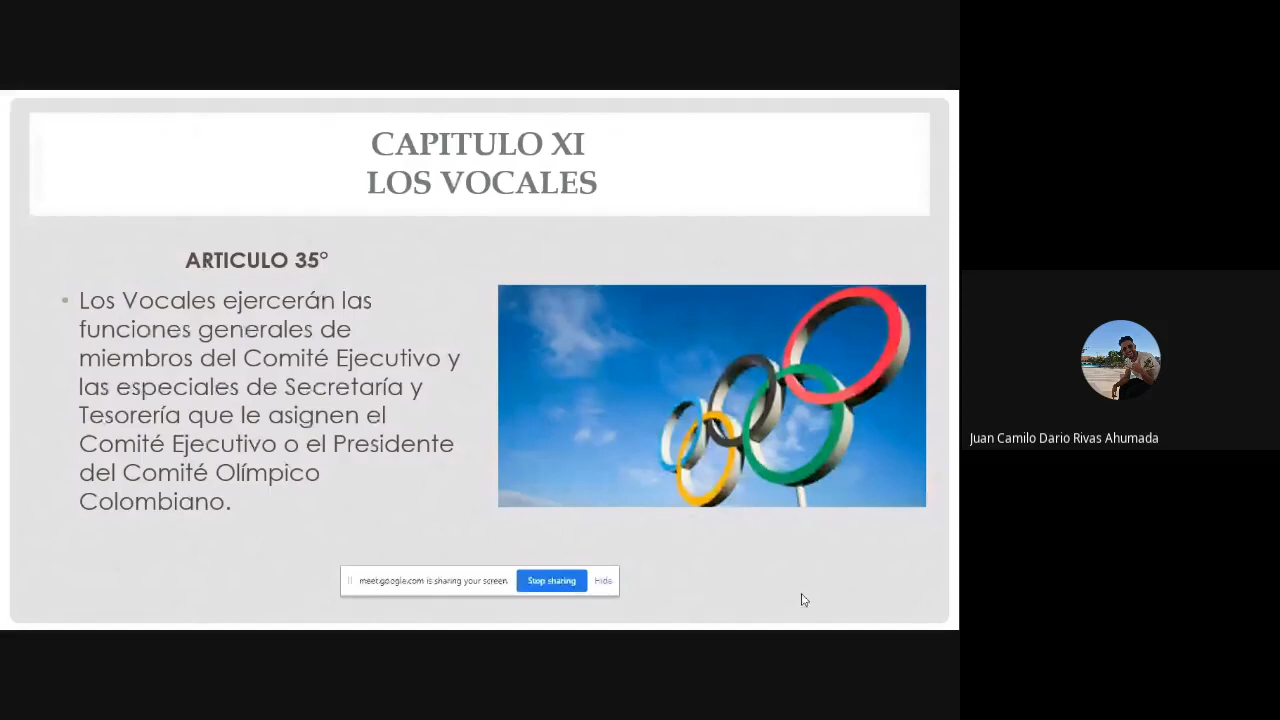 CAPITULO XI
LOS VOCALES
ARTICULO 35°
• Los Vocales ejercerán las
funciones generales de
miembros del Comité Ejecutivo y
las especiales de Secretaría y
Tesorería que le asignen el
Comité Ejecutivo o el Presidente
del Comité Olímpico
Colombiano.
meet.google.com is sharing your screen.
Stop sharing
Hide
Juan Camilo Dario Rivas Ahumada